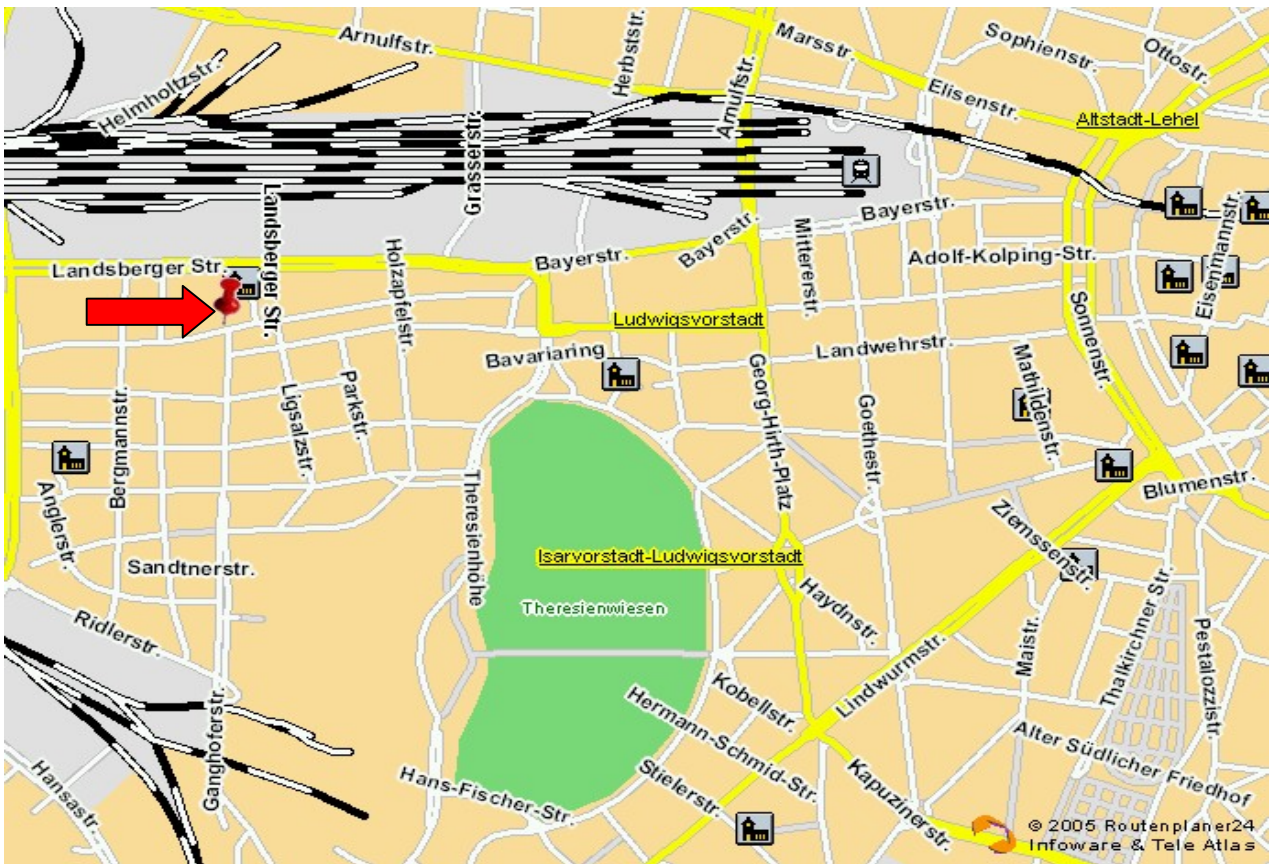 Arnulfstr.
Herbststr.
Arnulfstr.
Marsstr.
Sophienstr.
Ottostr.
Helmholtzstr.
Elisenstr.
Altstadt-Lehel
Grasserstr.
Landsberger Str.
Holzapfelstr.
Bayerstr.
Bayerstr.
Mittererstr.
Bayerstr.
Adolf-Kolping-Str.
Eisenmannstr.
Landsberger Str.
Sonnenstr.
Ludwigsvorstadt
Bavariaring
Landwehrstr.
Georg-Hirth-Platz
Goethestr.
Mathildenstr.
Bergmannstr.
Ligsalzstr.
Parkstr.
Anglerstr.
Theresienhöhe
Blumenstr.
Ziemssenstr.
Sandtnerstr.
Isarvorstadt-Ludwigsvorstadt
Theresienwiesen
Haydnstr.
Ridlerstr.
Maistr.
Thalkirchner Str.
Pestalozzistr.
Lindwurmstr.
Kobellstr.
Hermann-Schmid-Str.
Ganghoferstr.
Hansastr.
Hans-Fischer-Str.
Stielerstr.
Kapuzinerstr.
Alter Südlicher Friedhof
© 2005 Routenplaner24
Infoware & Tele Atlas